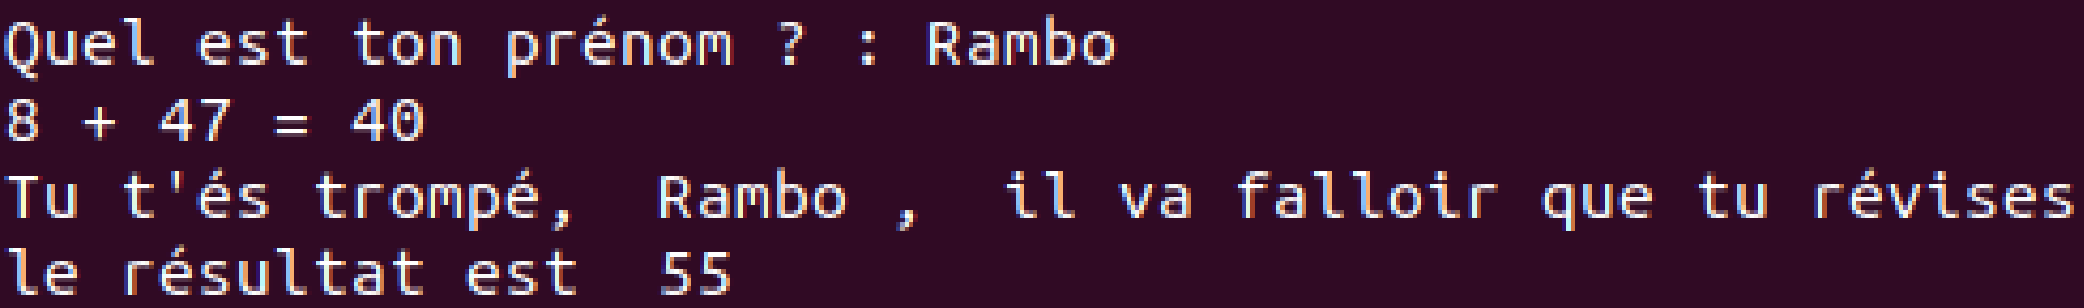 Quel est ton prénom ? : Rambo
8 + 47 = 40
Tu t'és trompé,  Rambo ,  il va falloir que tu révises
le résultat est  55